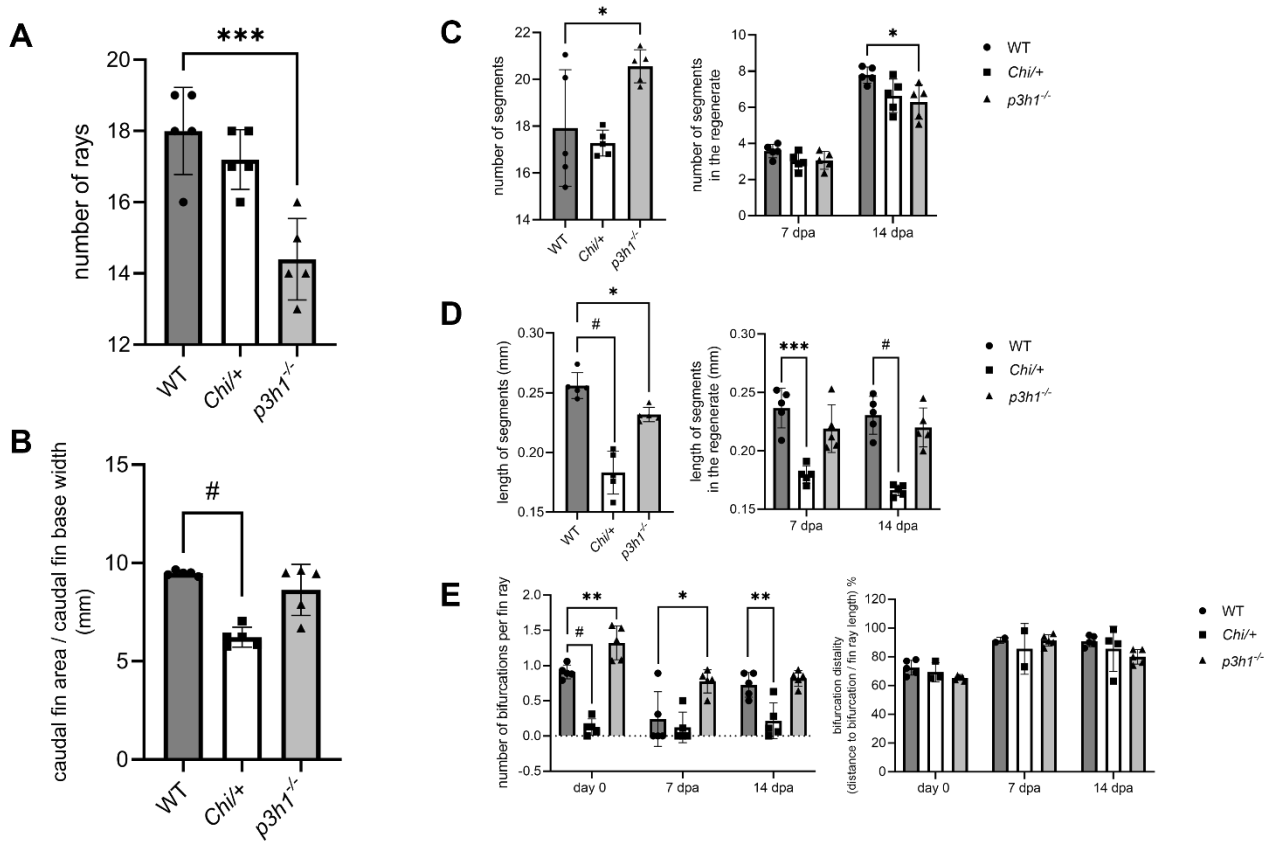 A
***
number of rays
20
18
16
14
12
WT
Chi/+
p3h1-/-
B
#
caudal fin area / caudal fin base width
(mm)
15
10
5
0
WT
Chi/+
p3h1-/-
C
*
number of segments
22
20
18
16
14
WT
Chi/+
p3h1-/-
*
number of segments
in the regenerate
10
8
6
4
2
0
7 dpa
14 dpa
WT
Chi/+
p3h1-/-
D
*
#
length of segments (mm)
0.30
0.25
0.20
0.15
WT
Chi/+
p3h1-/-
***
#
length of segments
in the regenerate (mm)
0.30
0.25
0.20
0.15
7 dpa
14 dpa
WT
Chi/+
p3h1-/-
E
**
#
*
**
number of bifurcations per fin ray
2.0
1.5
1.0
0.5
0.0
-0.5
day 0
7 dpa
14 dpa
bifurcation distality
(distance to bifurcation / fin ray length) %
120
100
80
60
40
20
0
day 0
7 dpa
14 dpa
WT
Chi/+
p3h1-/-